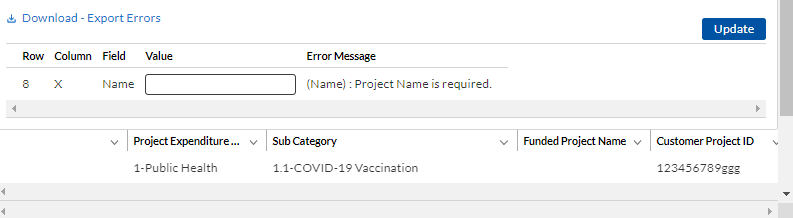 Download - Export Errors
Update
Row Column Field Value Error Message
8 X Name (Name) : Project Name is required.
Project Expenditure ... Sub Category Funded Project Name Customer Project ID
1-Public Health 1.1-COVID-19 Vaccination 123456789ggg